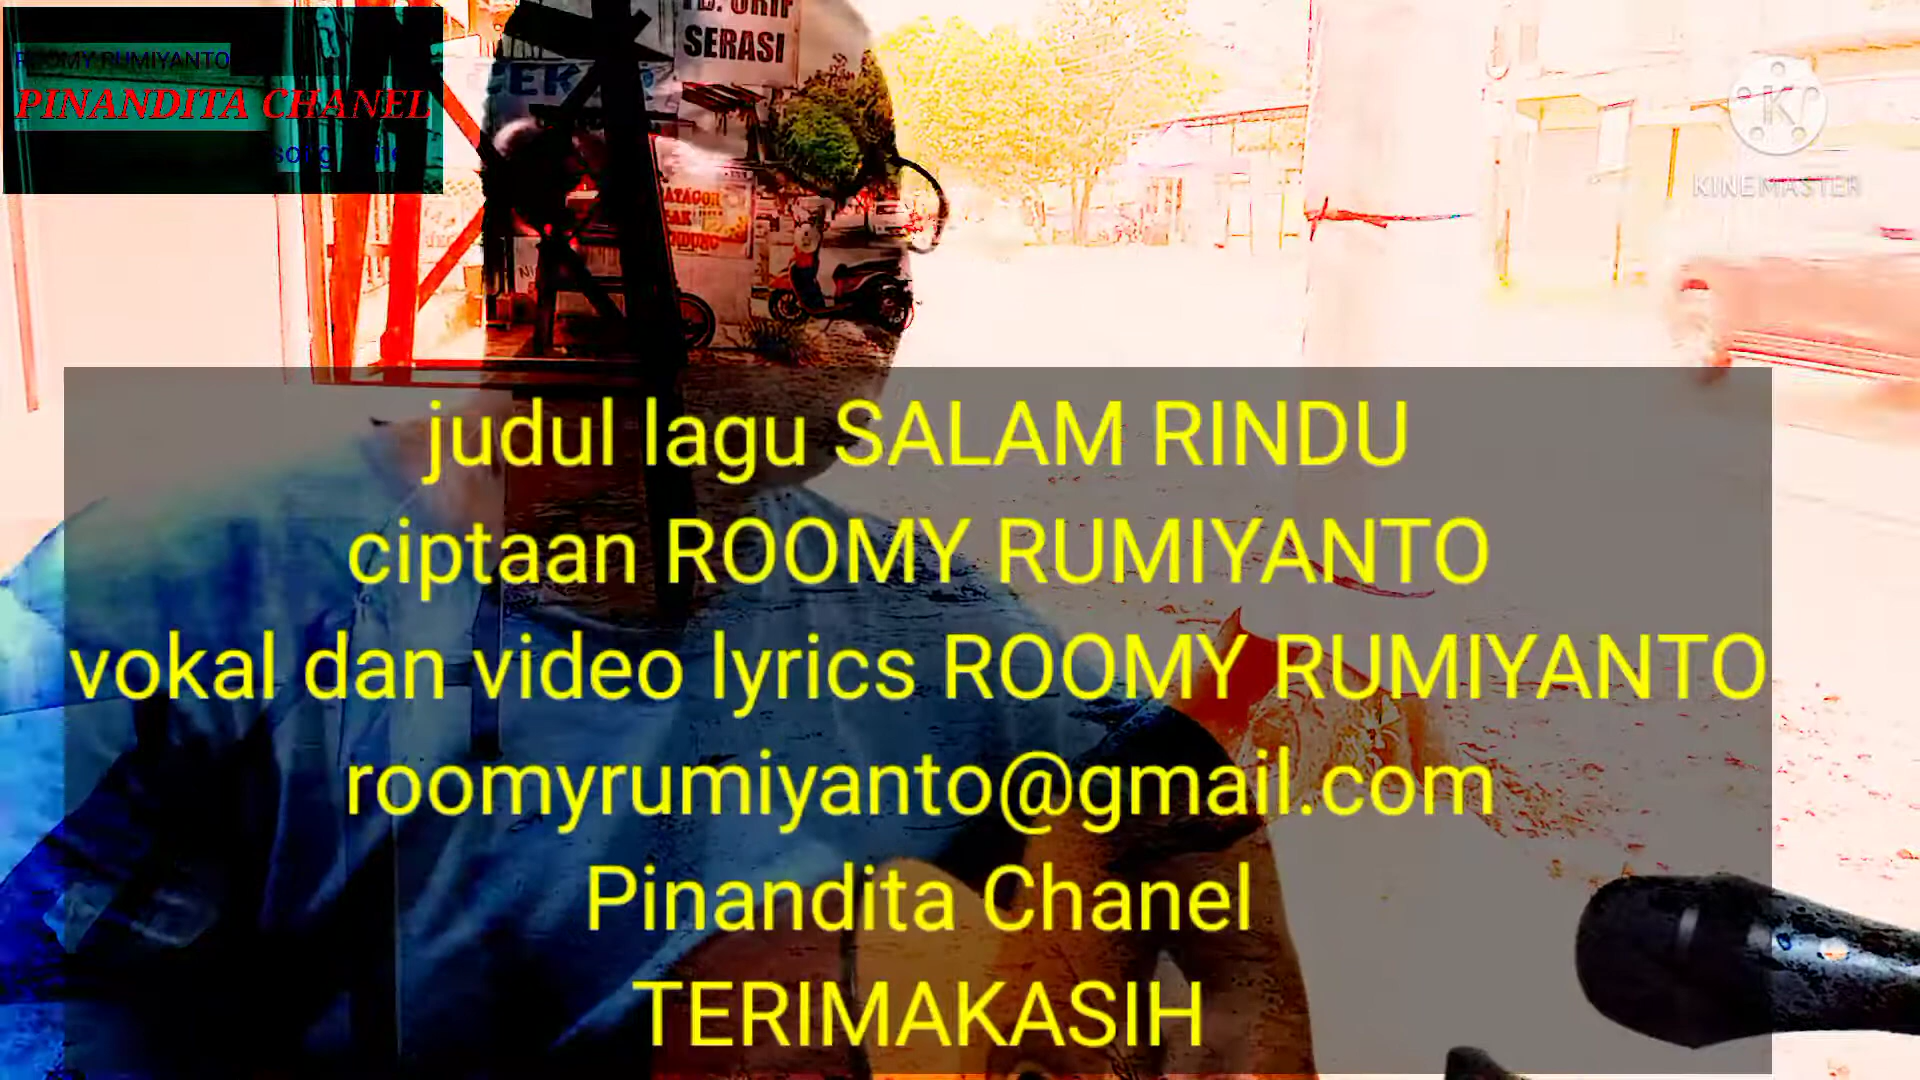 ROOMY RUMIYANTO
PINANDITA CHANEL
song
KINEMASTER
SERASI
judul lagu SALAM RINDU
ciptaan ROOMY RUMIYANTO
vokal dan video lyrics ROOMY RUMIYANTO
roomyrumiyanto@gmail.com
Pinandita Chanel
TERIMAKASIH